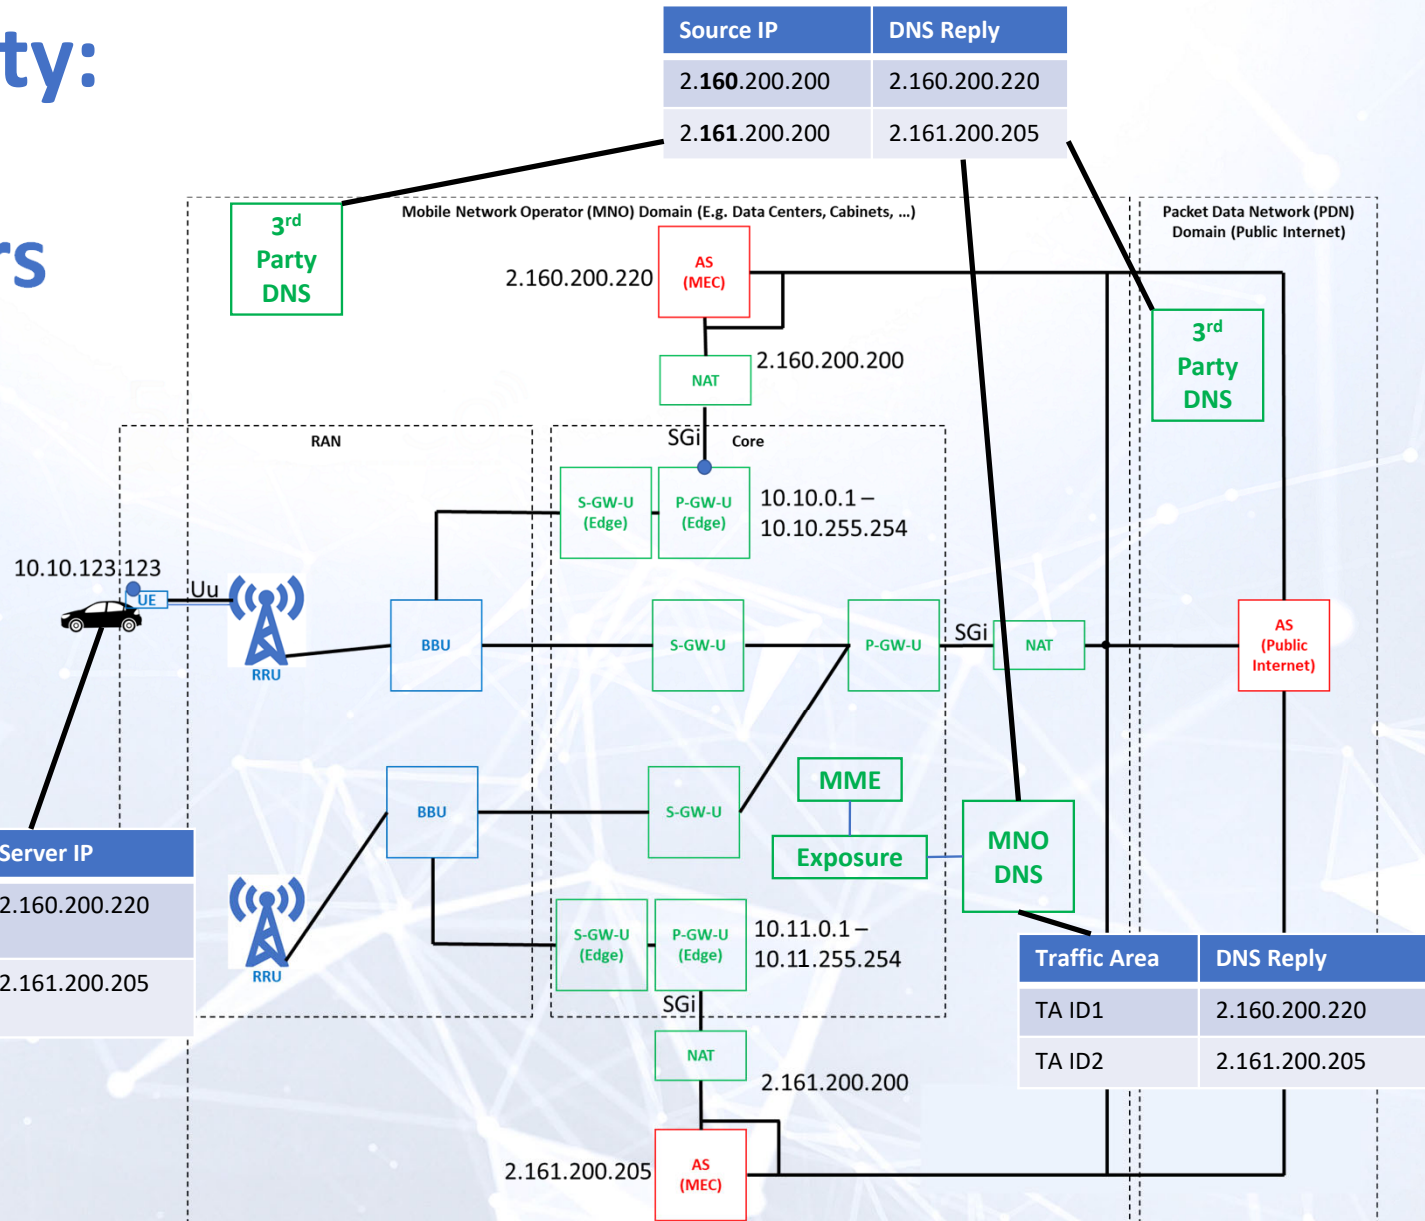 ty:
rs
Source IP DNS Reply
2.160.200.200 2.160.200.220
2.161.200.200 2.161.200.205
Mobile Network Operator (MNO) Domain (E.g. Data Centers, Cabinets, ...)
Packet Data Network (PDN)
Domain (Public Internet)
3rd
Party
DNS
2.160.200.220
AS
(MEC)
3rd
Party
DNS
NAT
2.160.200.200
RAN
SGi
Core
S-GW-U
(Edge)
P-GW-U
(Edge)
10.10.0.1 –
10.10.255.254
10.10.123.123
UE
Uu
RRU
BBU
S-GW-U
P-GW-U
SGi
NAT
AS
(Public
Internet)
BBU
S-GW-U
MME
Exposure
MNO
DNS
Server IP
2.160.200.220
2.161.200.205
RRU
S-GW-U
(Edge)
P-GW-U
(Edge)
10.11.0.1 –
10.11.255.254
SGi
Traffic Area DNS Reply
TA ID1 2.160.200.220
TA ID2 2.161.200.205
NAT
2.161.200.200
2.161.200.205
AS
(MEC)